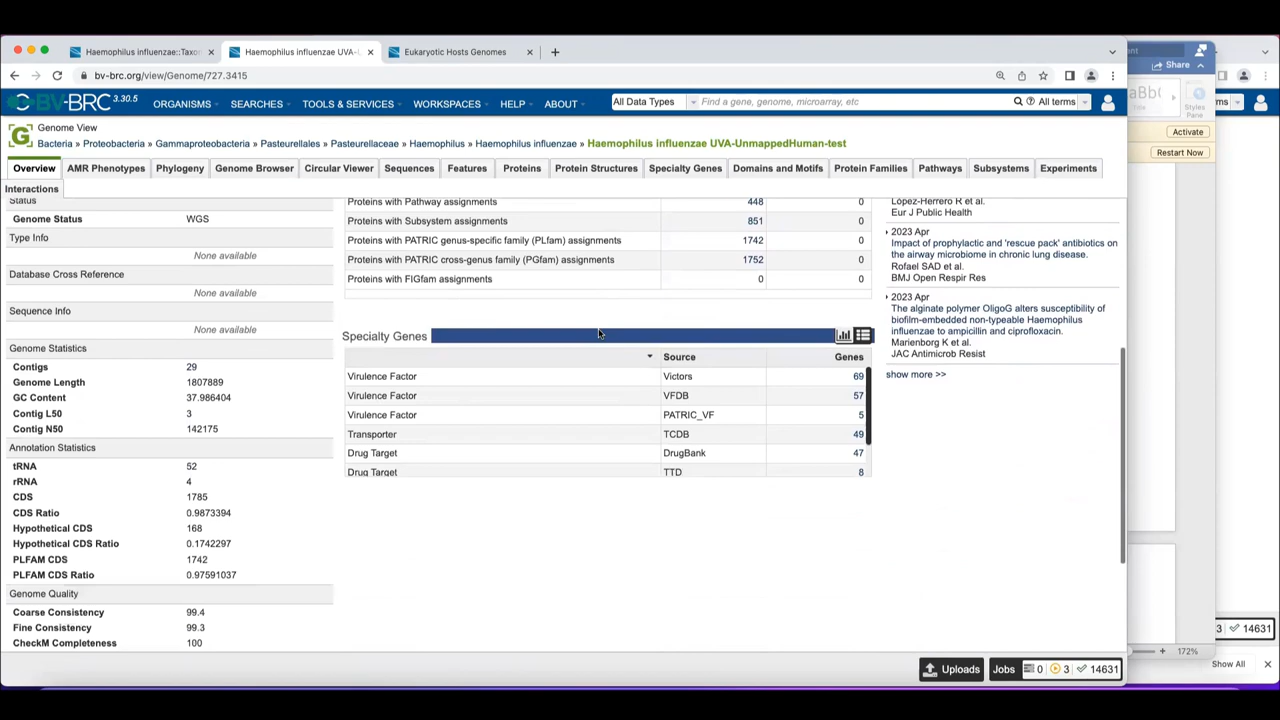 Haemophilus influenzae::Taxo
Haemophilus influenzae UVA-
Eukaryotic Hosts Genomes
bv-brc.org/view/Genome/727.3415
Share
BV-BRC 3.30.5
ORGANISMS
SEARCHES
TOOLS & SERVICES
WORKSPACES
HELP
ABOUT
All Data Types
Find a gene, genome, microarray, etc
All terms
Styles
Pane
Genome View
Bacteria » Proteobacteria » Gammaproteobacteria » Pasteurellales » Pasteurellaceae » Haemophilus » Haemophilus influenzae » Haemophilus influenzae UVA-UnmappedHuman-test
Activate
Restart Now
Overview
AMR Phenotypes
Phylogeny
Genome Browser
Circular Viewer
Sequences
Features
Proteins
Protein Structures
Specialty Genes
Domains and Motifs
Protein Families
Pathways
Subsystems
Experiments
Interactions
Status
Genome Status WGS
Type Info
None available
Database Cross Reference
None available
Sequence Info
None available
Genome Statistics
Contigs 29
Genome Length 1807889
GC Content 37.986404
Contig L50 3
Contig N50 142175
Annotation Statistics
tRNA 52
rRNA 4
CDS 1785
CDS Ratio 0.9873394
Hypothetical CDS 168
Hypothetical CDS Ratio 0.1742297
PLFAM CDS 1742
PLFAM CDS Ratio 0.97591037
Genome Quality
Coarse Consistency 99.4
Fine Consistency 99.3
CheckM Completeness 100
Proteins with Pathway assignments 448 0
Proteins with Subsystem assignments 851 0
Proteins with PATRIC genus-specific family (PLfam) assignments 1742 0
Proteins with PATRIC cross-genus family (PGfam) assignments 1752 0
Proteins with FIGfam assignments 0 0
Specialty Genes
Source Genes
Virulence Factor Victors 69
Virulence Factor VFDB 57
Virulence Factor PATRIC_VF 5
Transporter TCDB 49
Drug Target DrugBank 47
Drug Target TTD 8
López-Herrero R et al.
Eur J Public Health
2023 Apr
Impact of prophylactic and 'rescue pack' antibiotics on
the airway microbiome in chronic lung disease.
Rofael SAD et al.
BMJ Open Respir Res
2023 Apr
The alginate polymer OligoG alters susceptibility of
biofilm-embedded non-typeable Haemophilus
influenzae to ampicillin and ciprofloxacin.
Marienborg K et al.
JAC Antimicrob Resist
show more >>
Uploads
Jobs 0 3 14631
3 14631
172%
Show All